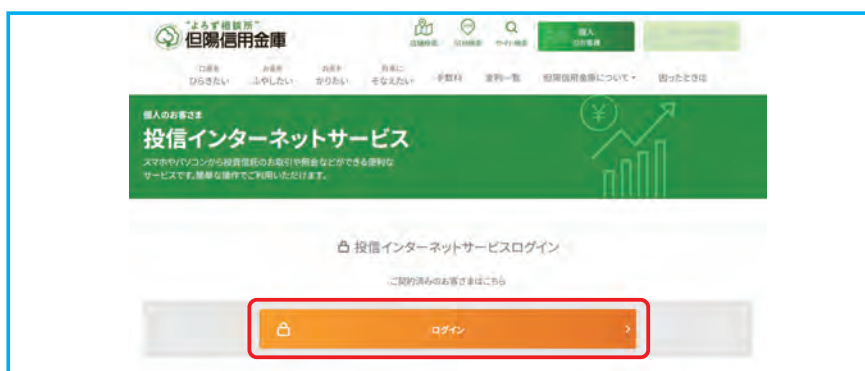 "よろず相談所"
但陽信用金庫
店舗検索
サイト検索
個人
のお客様
口座を
ひらきたい
お金を
ふやしたい
お金を
かりたい
将来に
そなえたい
手数料
金利一覧
但陽信用金庫について
困ったときは
個人のお客さま
投信インターネットサービス
スマホやパソコンから投資信託のお取引や照会などができる便利な
サービスです。簡単な操作でご利用いただけます。
投信インターネットサービスログイン
ご契約済みのお客さまはこちら
ログイン